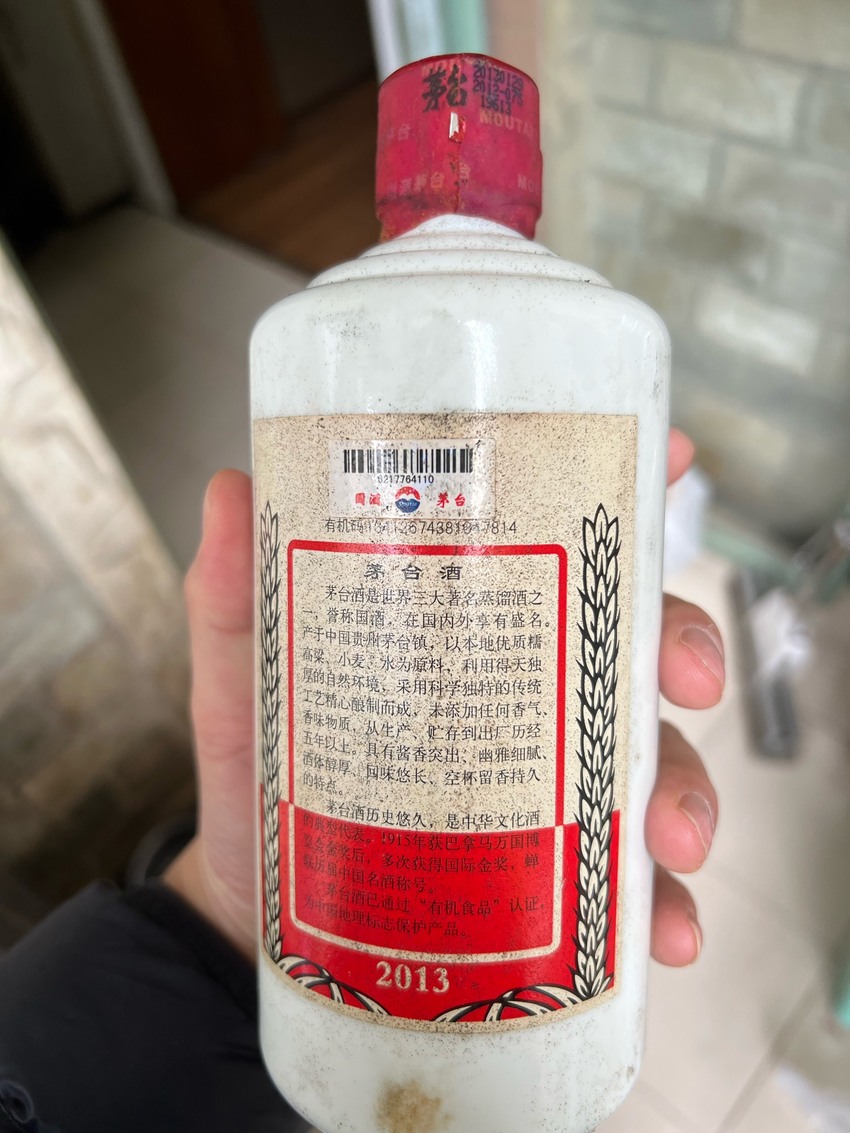 茅台
20130128
2012-075
19613
MOUTAI
茅台
6217764110
国酒 茅台
有机码
茅台酒
茅台酒是世界三大著名蒸馏酒之
一，誉称国酒，在国内外享有盛名。
产于中国贵州茅台镇，以本地优质糯
高粱、小麦、水为原料，利用得天独
厚的自然环境，采用科学独特的传统
工艺精心酿制而成，未添加任何香气、
香味物质，从生产、贮存到出厂历经
五年以上，具有酱香突出、幽雅细腻、
酒体醇厚、回味悠长、空杯留香持久
的特点。
茅台酒历史悠久，是中华文化酒
的典型代表。1915年获巴拿马万国博
览会金奖后，多次获得国际金奖，蝉
联历届中国名酒称号。
茅台酒已通过“有机食品”认证，
为中国地理标志保护产品。
2013